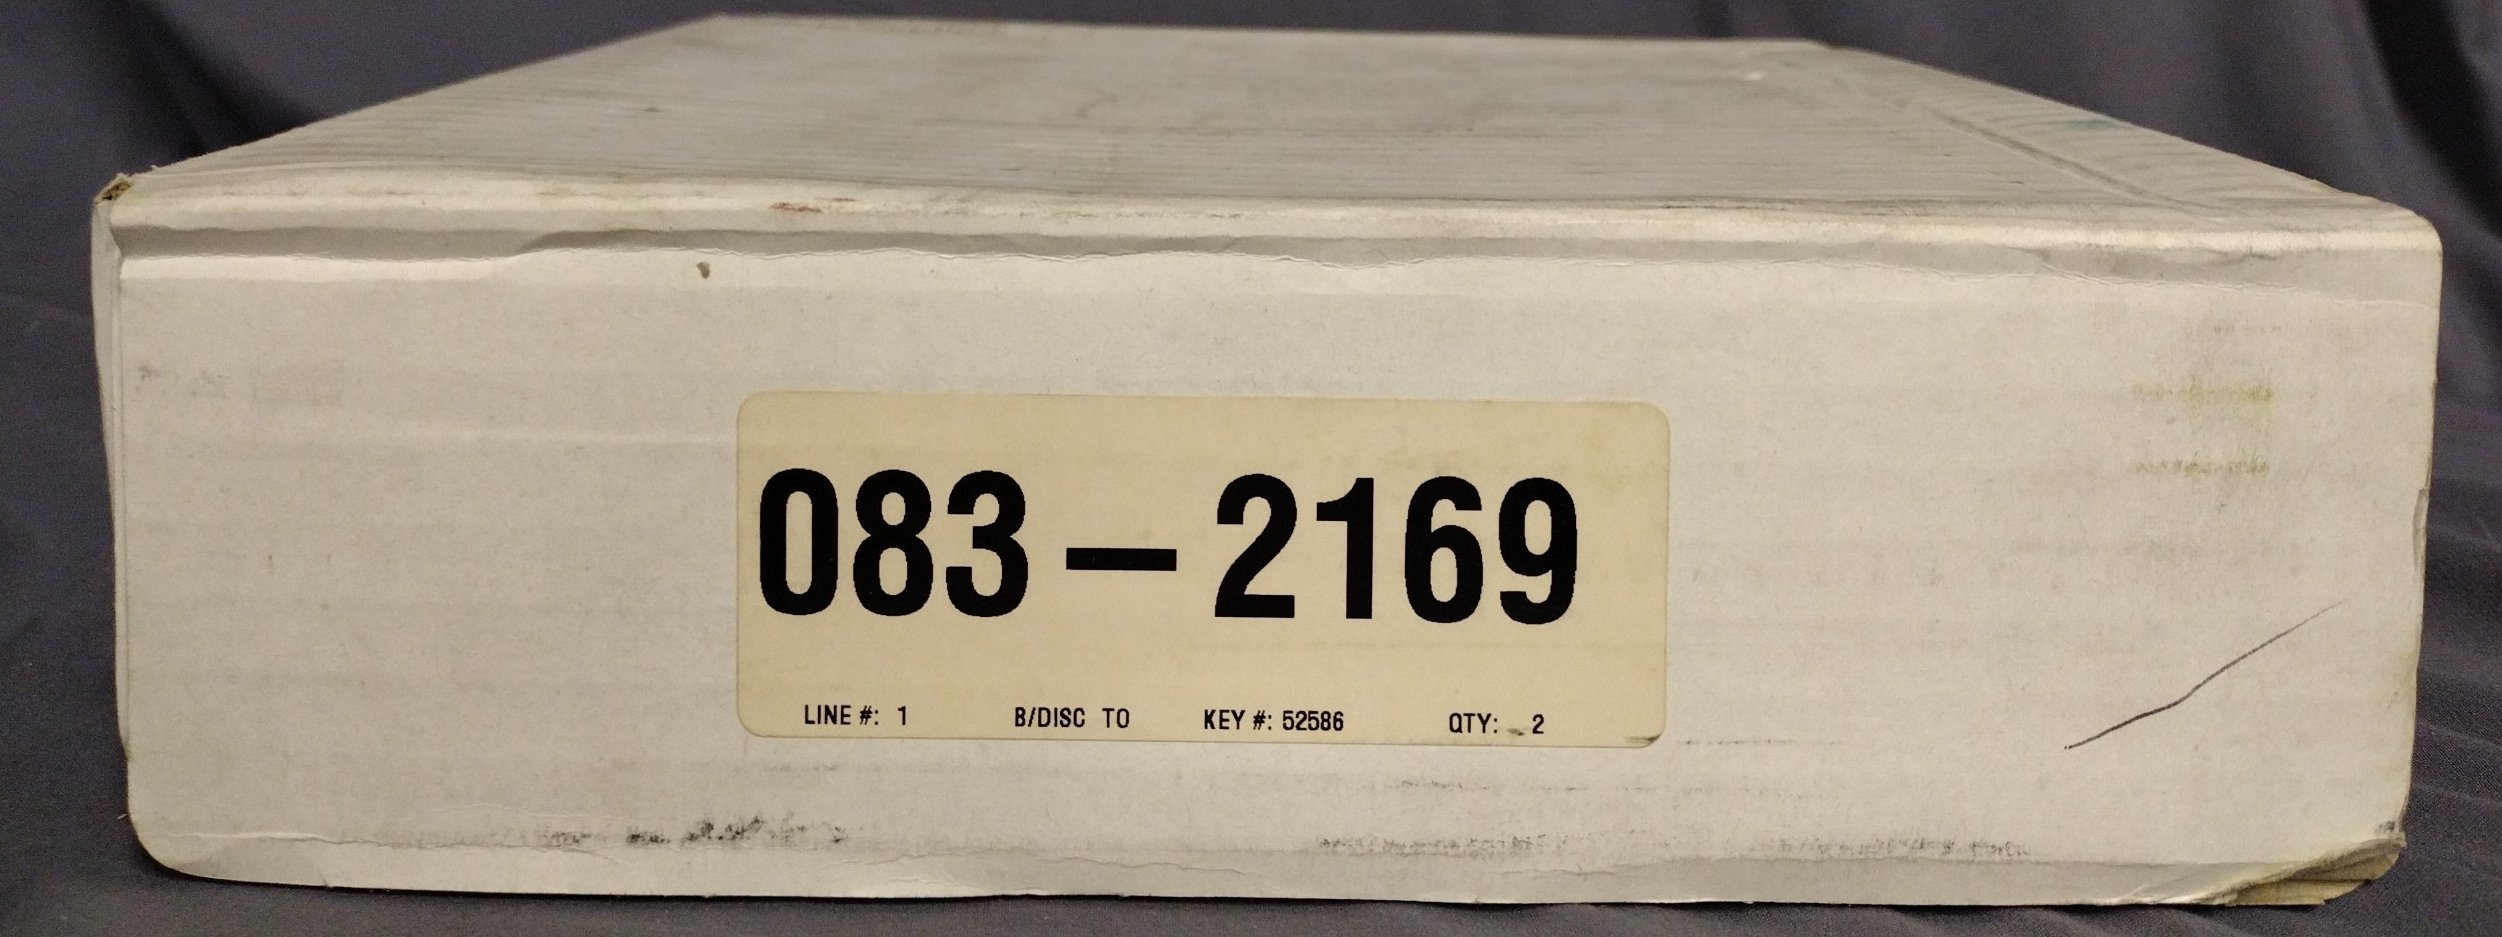 083-2169
LINE #: 1 B/DISC TO KEY #: 52586 QTY: 2